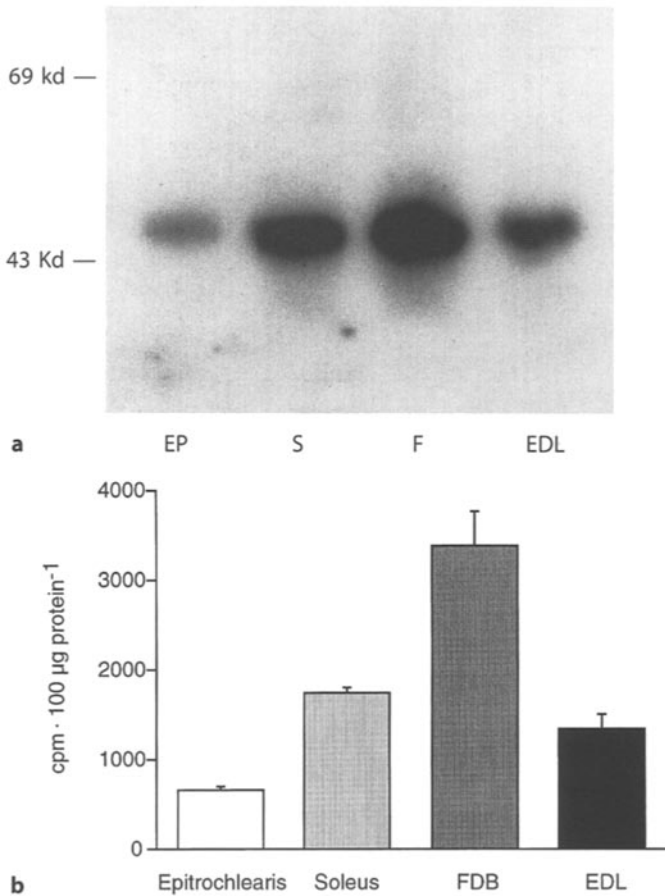 69 kd —
43 Kd —
a EP S F EDL
4000
3000
2000
1000
0
cpm · 100 µg protein⁻¹
b Epitrochlearis Soleus FDB EDL